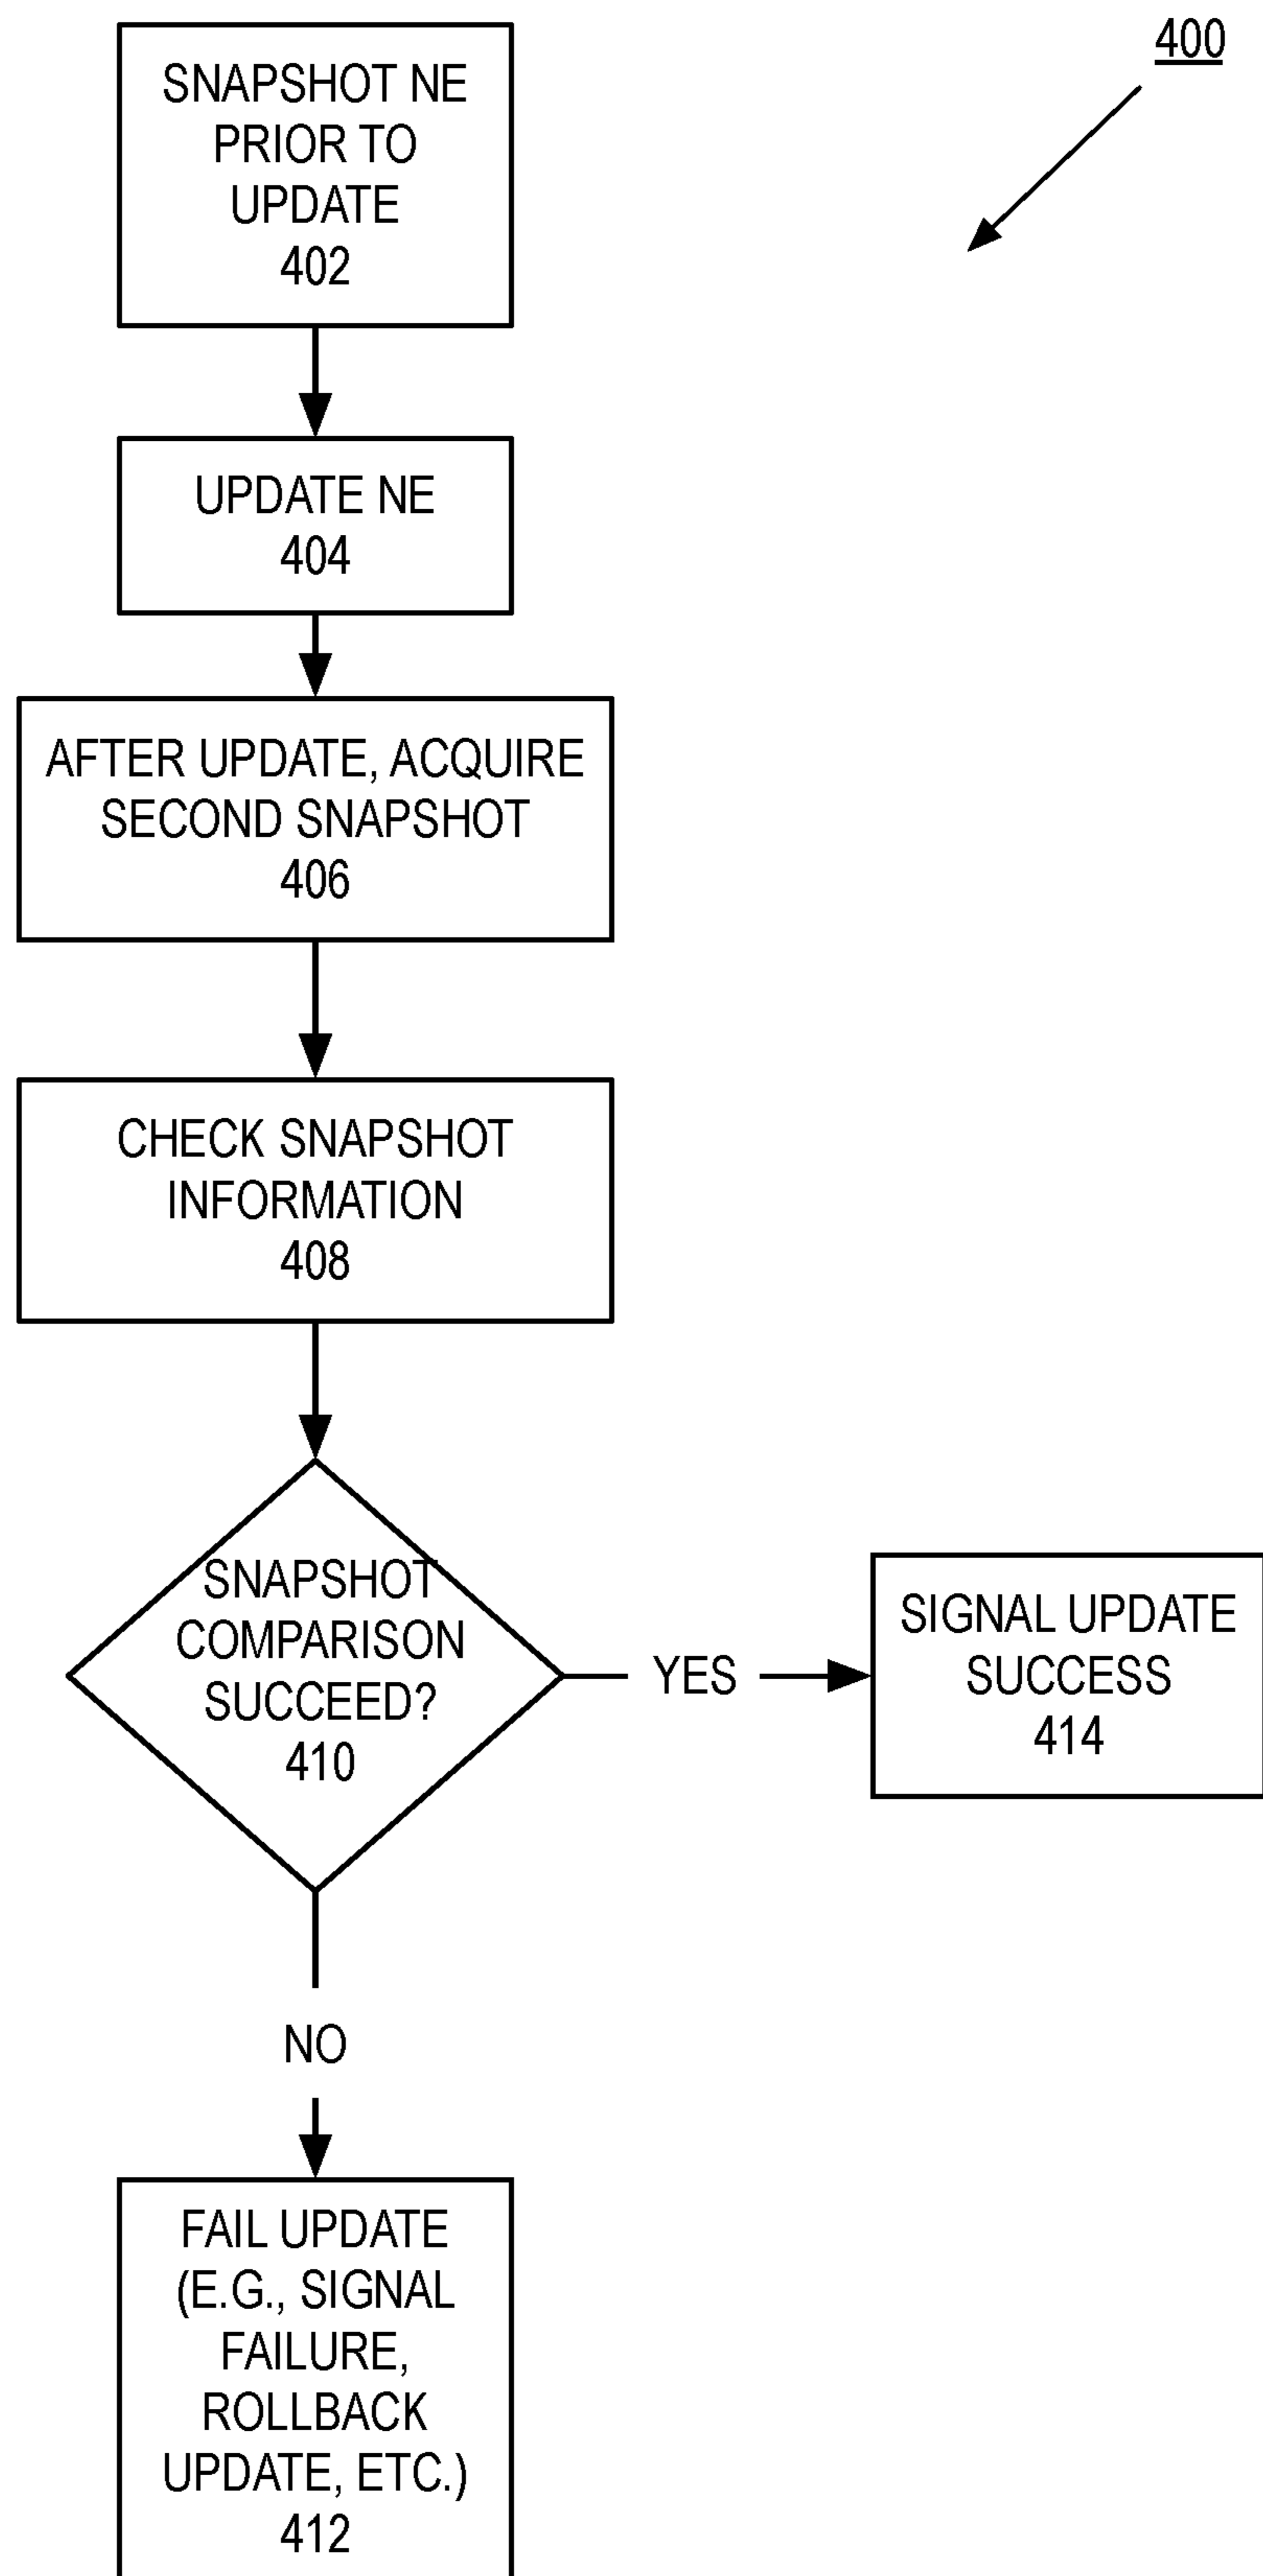 400
SNAPSHOT NE
PRIOR TO
UPDATE
402
UPDATE NE
404
AFTER UPDATE, ACQUIRE
SECOND SNAPSHOT
406
CHECK SNAPSHOT
INFORMATION
408
SNAPSHOT
COMPARISON
SUCCEED?
410
YES
SIGNAL UPDATE
SUCCESS
414
NO
FAIL UPDATE
(E.G., SIGNAL
FAILURE,
ROLLBACK
UPDATE, ETC.)
412